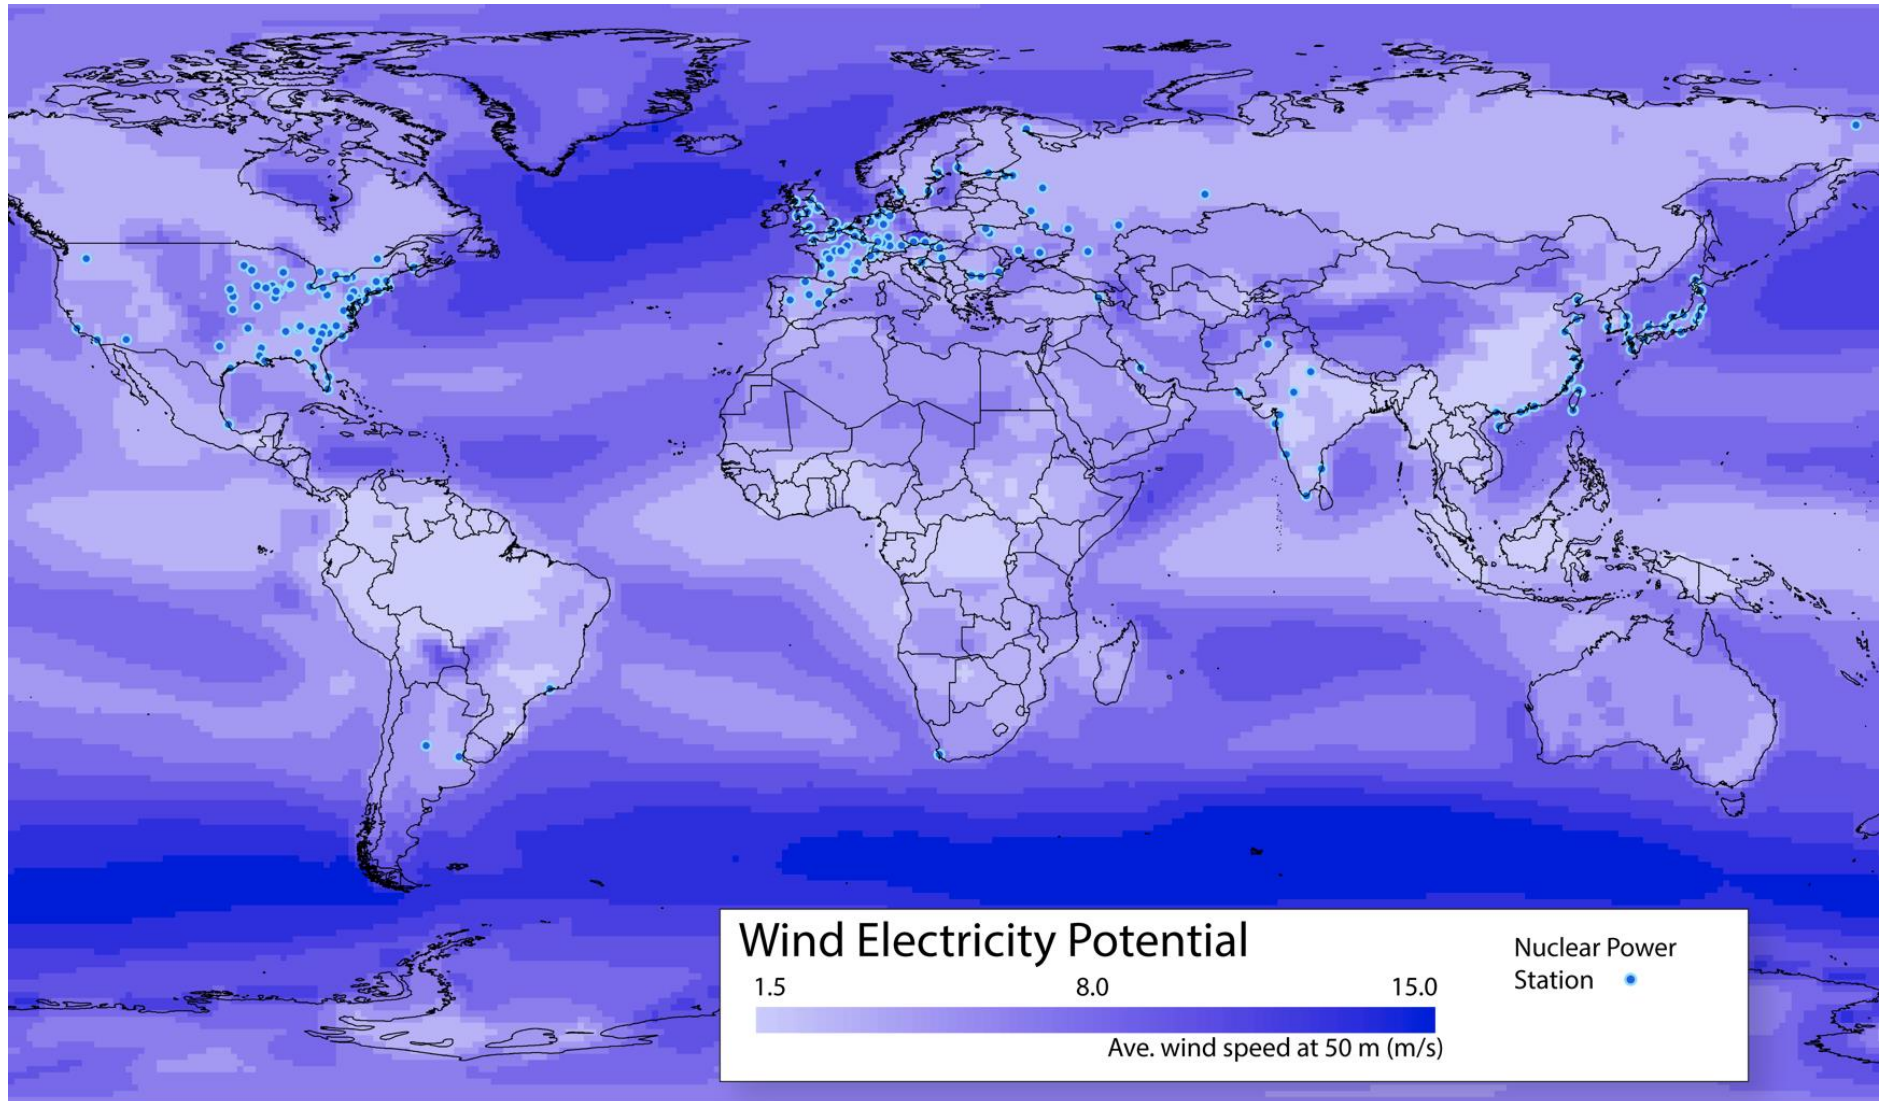 Wind Electricity Potential
1.5 8.0 15.0
Ave. wind speed at 50 m (m/s)
Nuclear Power
Station